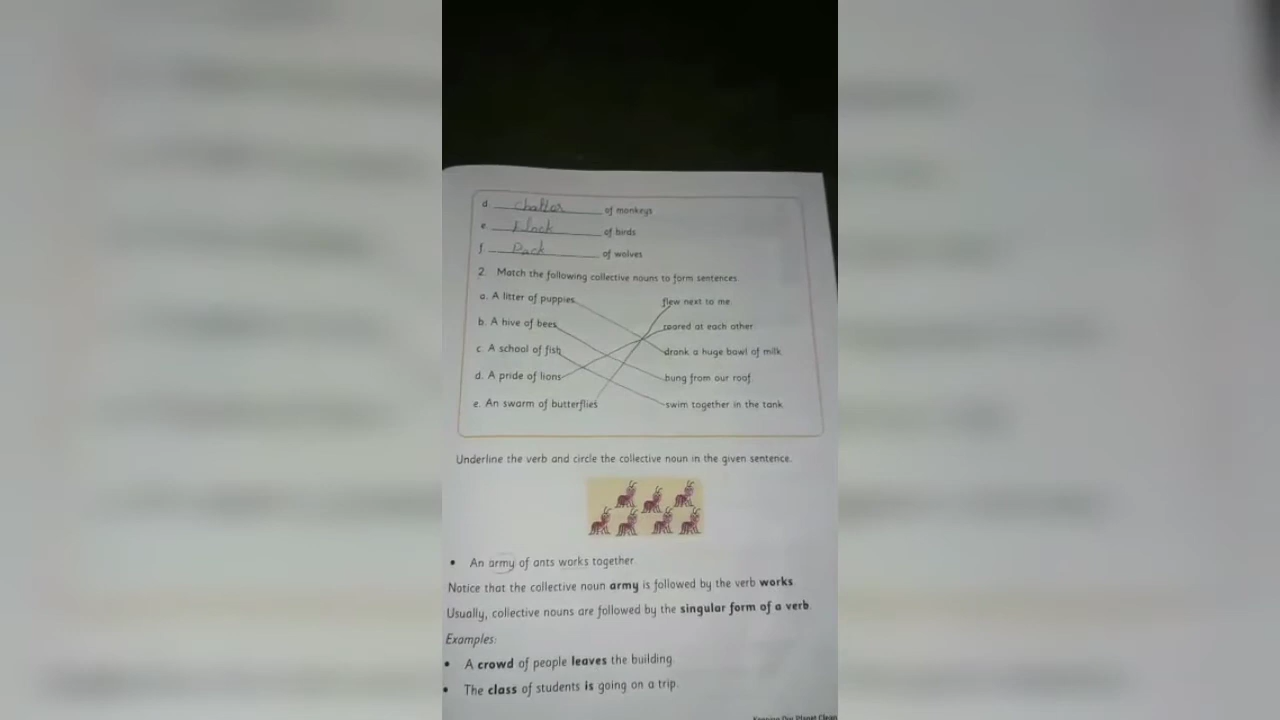 d. chatter of monkeys
e. flock of birds
f. Pack of wolves
2. Match the following collective nouns to form sentences.
a. A litter of puppies flew next to me.
b. A hive of bees roared at each other.
c. A school of fish drank a huge bowl of milk.
d. A pride of lions hung from our roof.
e. An swarm of butterflies swim together in the tank.
Underline the verb and circle the collective noun in the given sentence.
• An army of ants works together.
Notice that the collective noun army is followed by the verb works.
Usually, collective nouns are followed by the singular form of a verb.
Examples:
• A crowd of people leaves the building.
• The class of students is going on a trip.
Keeping Our Planet Clean